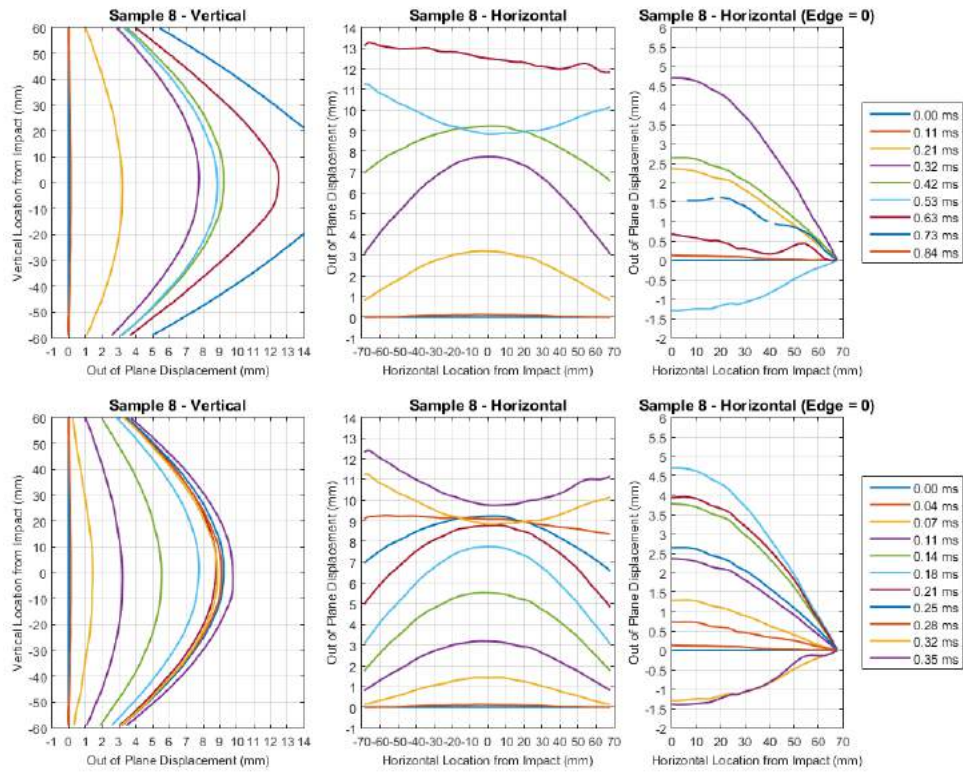 Sample 8 - Vertical
60
50
40
30
20
10
0
-10
-20
-30
-40
-50
-60
-1 0 1 2 3 4 5 6 7 8 9 10 11 12 13 14
Vertical Location from Impact (mm)
Out of Plane Displacement (mm)
Sample 8 - Horizontal
14
13
12
11
10
9
8
7
6
5
4
3
2
1
0
-1
-70-60-50-40-30-20-10 0 10 20 30 40 50 60 70
Out of Plane Displacement (mm)
Horizontal Location from Impact (mm)
Sample 8 - Horizontal (Edge = 0)
6
5.5
5
4.5
4
3.5
3
2.5
2
1.5
1
0.5
0
-0.5
-1
-1.5
-2
0 10 20 30 40 50 60 70
Out of Plane Displacement (mm)
Horizontal Location from Impact (mm)
0.00 ms
0.11 ms
0.21 ms
0.32 ms
0.42 ms
0.53 ms
0.63 ms
0.73 ms
0.84 ms
Sample 8 - Vertical
60
50
40
30
20
10
0
-10
-20
-30
-40
-50
-60
-1 0 1 2 3 4 5 6 7 8 9 10 11 12 13 14
Vertical Location from Impact (mm)
Out of Plane Displacement (mm)
Sample 8 - Horizontal
14
13
12
11
10
9
8
7
6
5
4
3
2
1
0
-1
-70-60-50-40-30-20-10 0 10 20 30 40 50 60 70
Out of Plane Displacement (mm)
Horizontal Location from Impact (mm)
Sample 8 - Horizontal (Edge = 0)
6
5.5
5
4.5
4
3.5
3
2.5
2
1.5
1
0.5
0
-0.5
-1
-1.5
-2
0 10 20 30 40 50 60 70
Out of Plane Displacement (mm)
Horizontal Location from Impact (mm)
0.00 ms
0.04 ms
0.07 ms
0.11 ms
0.14 ms
0.18 ms
0.21 ms
0.25 ms
0.28 ms
0.32 ms
0.35 ms